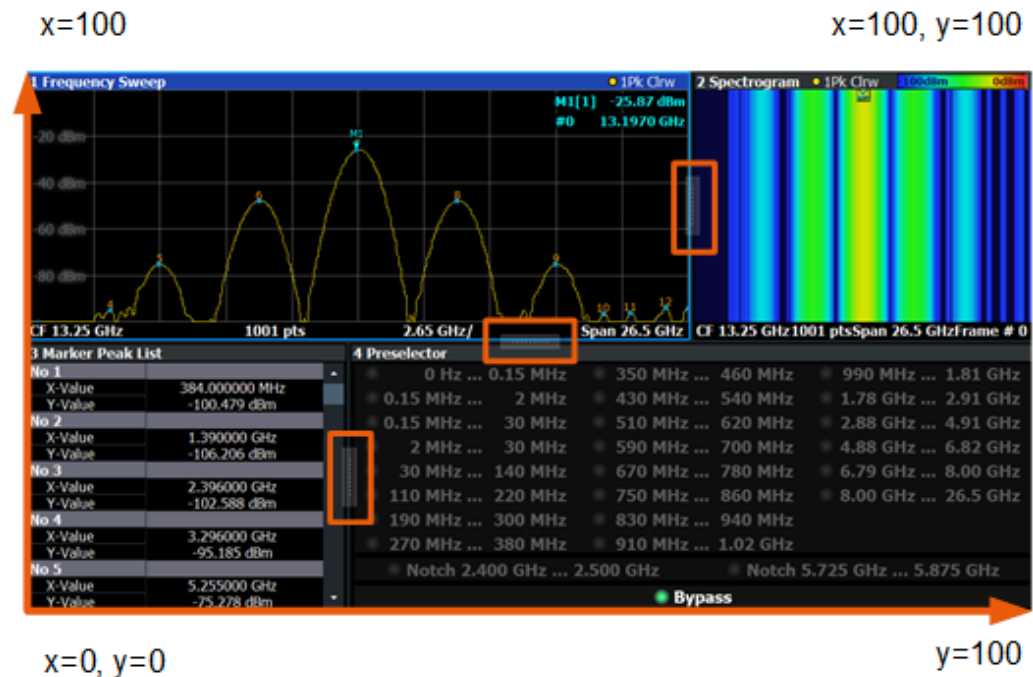 x=100
x=100, y=100
1 Frequency Sweep
1Pk Clrw
2 Spectrogram
1Pk Clrw
-100dBm
0dBm
M1[1] -25.87 dBm
#0 13.1970 GHz
M1
-20 dBm
-40 dBm
-60 dBm
-80 dBm
4
5
6
8
9
10
11
12
CF 13.25 GHz
1001 pts
2.65 GHz/
Span 26.5 GHz
CF 13.25 GHz 1001 pts Span 26.5 GHz Frame # 0
3 Marker Peak List
4 Preselector
No 1
X-Value 384.000000 MHz
Y-Value -100.479 dBm
No 2
X-Value 1.390000 GHz
Y-Value -106.206 dBm
No 3
X-Value 2.396000 GHz
Y-Value -102.588 dBm
No 4
X-Value 3.296000 GHz
Y-Value -95.185 dBm
No 5
X-Value 5.255000 GHz
Y-Value -75.278 dBm
0 Hz ... 0.15 MHz 350 MHz ... 460 MHz 990 MHz ... 1.81 GHz
0.15 MHz ... 2 MHz 430 MHz ... 540 MHz 1.78 GHz ... 2.91 GHz
0.15 MHz ... 30 MHz 510 MHz ... 620 MHz 2.88 GHz ... 4.91 GHz
2 MHz ... 30 MHz 590 MHz ... 700 MHz 4.88 GHz ... 6.82 GHz
30 MHz ... 140 MHz 670 MHz ... 780 MHz 6.79 GHz ... 8.00 GHz
110 MHz ... 220 MHz 750 MHz ... 860 MHz 8.00 GHz ... 26.5 GHz
190 MHz ... 300 MHz 830 MHz ... 940 MHz
270 MHz ... 380 MHz 910 MHz ... 1.02 GHz
Notch 2.400 GHz ... 2.500 GHz Notch 5.725 GHz ... 5.875 GHz
Bypass
x=0, y=0
y=100